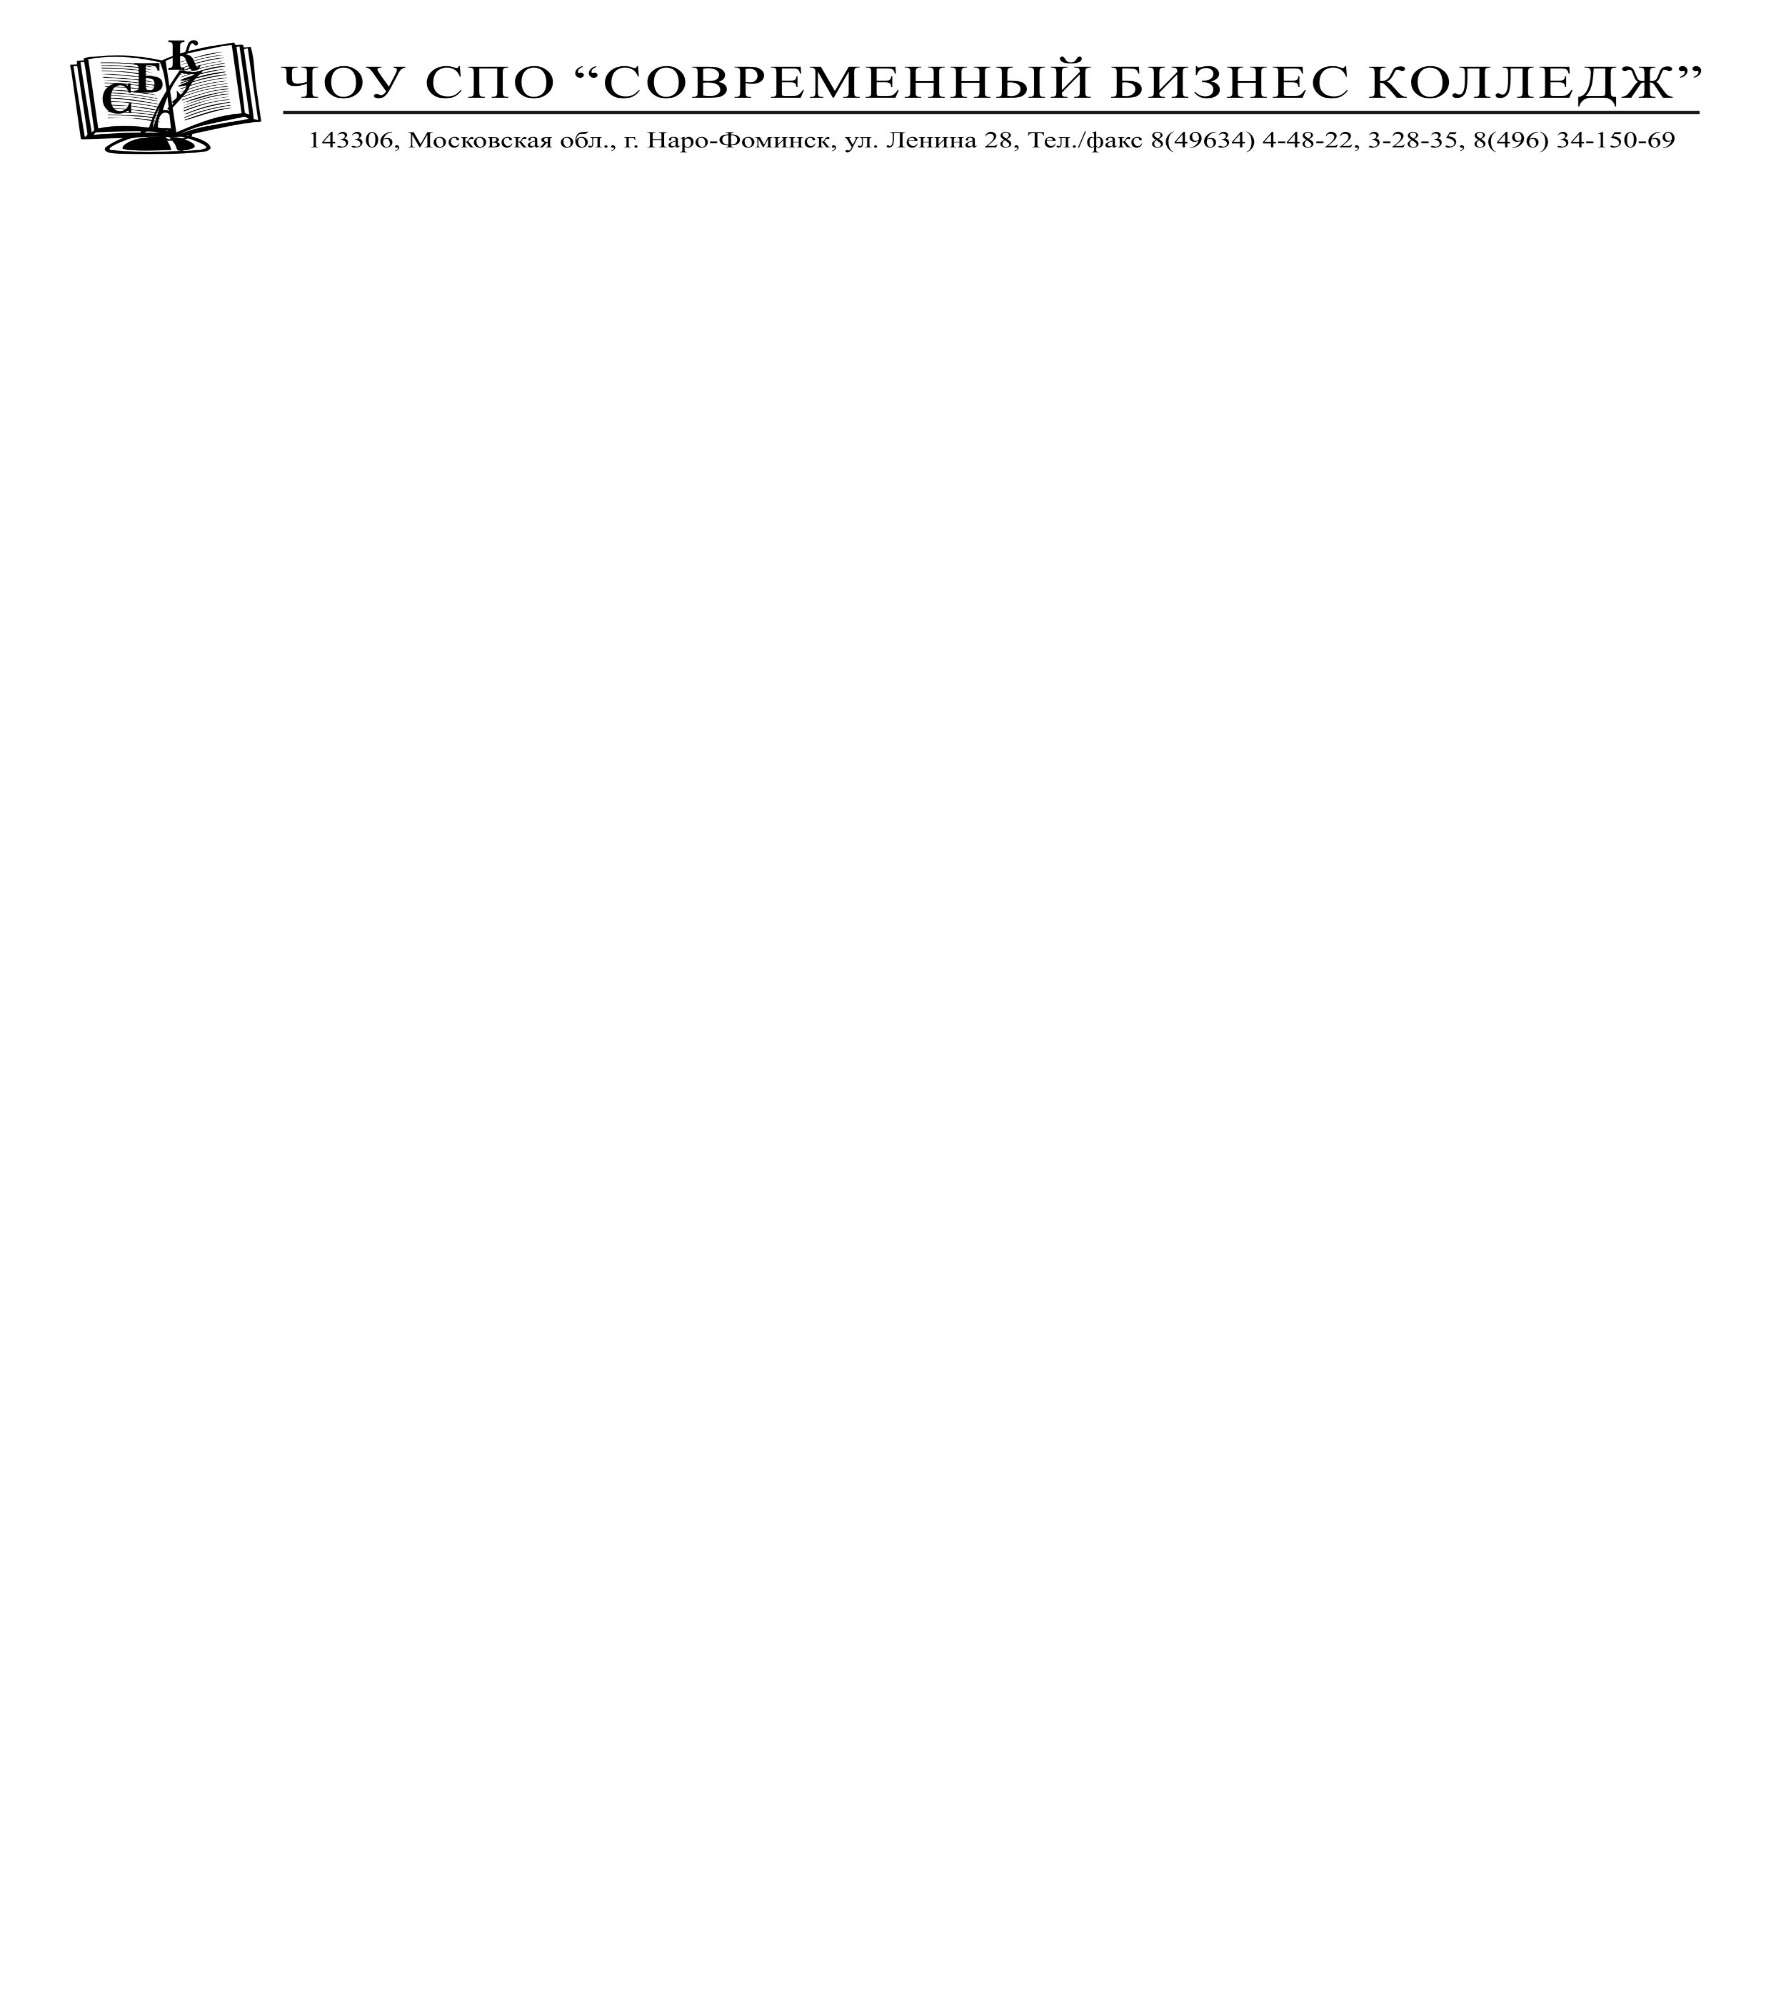 СБК
ЧОУ СПО “СОВРЕМЕННЫЙ БИЗНЕС КОЛЛЕДЖ”
143306, Московская обл., г. Наро-Фоминск, ул. Ленина 28, Тел./факс 8(49634) 4-48-22, 3-28-35, 8(496) 34-150-69